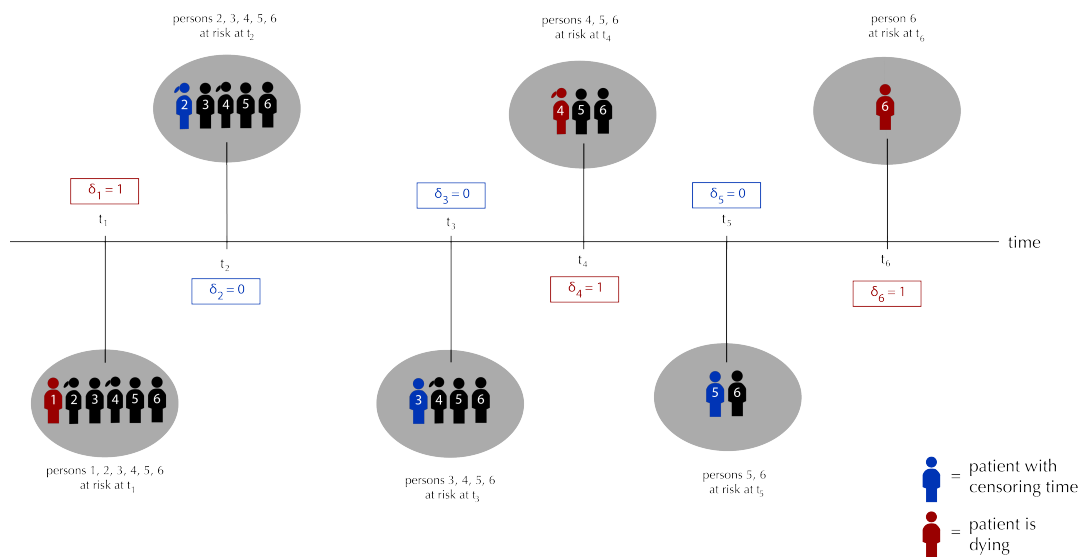 persons 2, 3, 4, 5, 6
at risk at t₂
persons 4, 5, 6
at risk at t₄
person 6
at risk at t₆
2 3 4 5 6
4 5 6
6
δ₁ = 1
δ₃ = 0
δ₅ = 0
t₁
t₃
t₅
time
t₂
t₄
t₆
δ₂ = 0
δ₄ = 1
δ₆ = 1
1 2 3 4 5 6
3 4 5 6
5 6
persons 1, 2, 3, 4, 5, 6
at risk at t₁
persons 3, 4, 5, 6
at risk at t₃
persons 5, 6
at risk at t₅
= patient with
censoring time
= patient is
dying